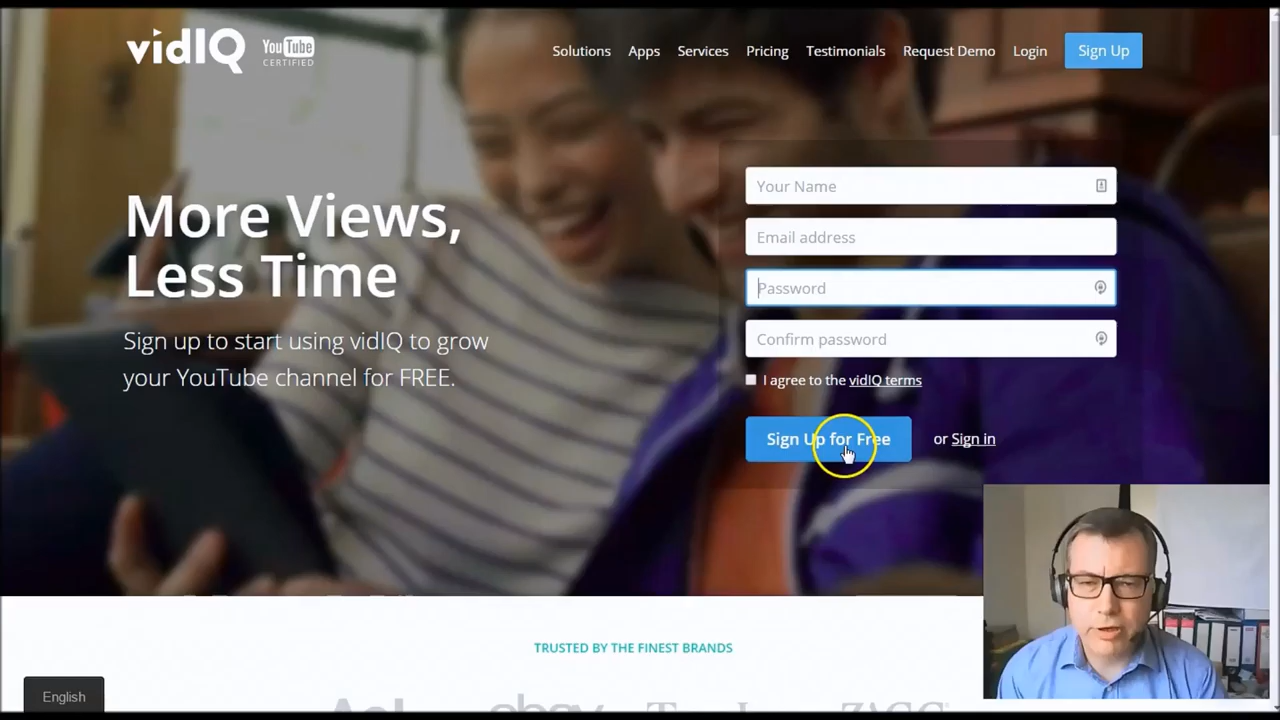 vidIQ
YouTube
CERTIFIED
Solutions
Apps
Services
Pricing
Testimonials
Request Demo
Login
Sign Up
More Views,
Less Time
Sign up to start using vidIQ to grow
your YouTube channel for FREE.
Your Name
Email address
Password
Confirm password
I agree to the vidIQ terms
Sign Up for Free
or Sign in
TRUSTED BY THE FINEST BRANDS
English